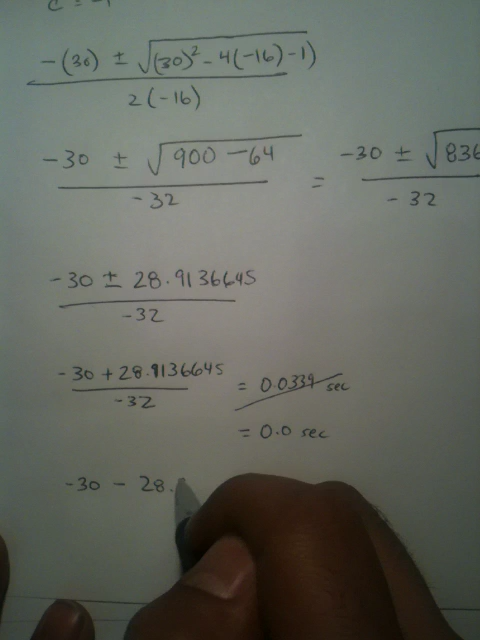 -(30) ± √(30)² - 4(-16)-1)
2(-16)
-30 ± √900 - 64
-32
= -30 ± √836
-32
-30 ± 28.9136645
-32
-30 + 28.9136645
-32
= 0.0339 sec
= 0.0 sec
-30 - 28.